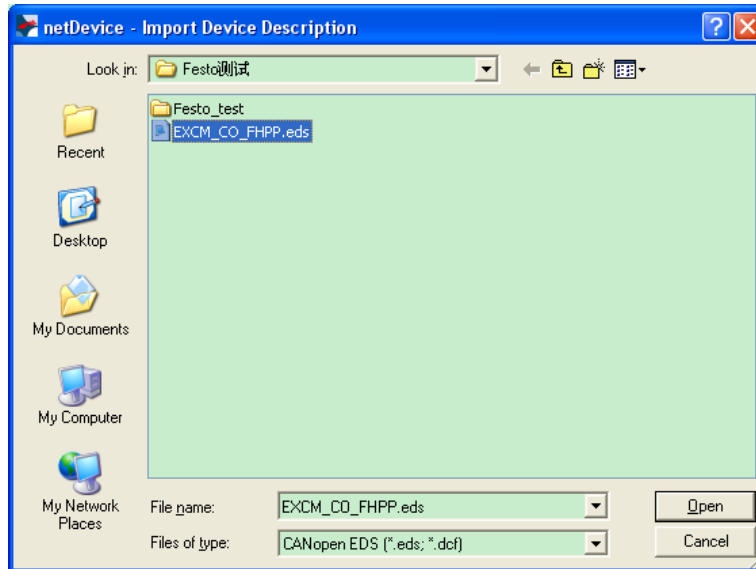 netDevice - Import Device Description
Look in: Festo测试
Festo_test
EXCM_CO_FHPP.eds
Recent
Desktop
My Documents
My Computer
My Network
Places
File name: EXCM_CO_FHPP.eds Open
Files of type: CANopen EDS (*.eds; *.dcf) Cancel